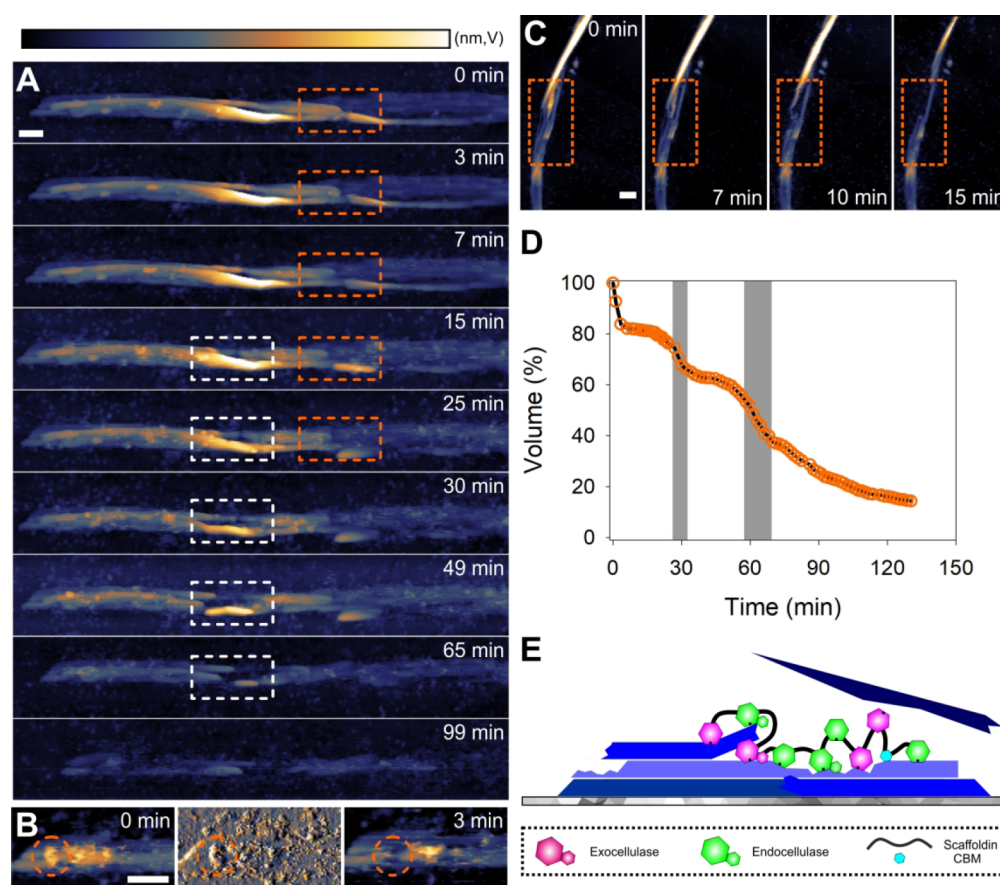 (nm,V)
A
0 min
3 min
7 min
15 min
25 min
30 min
49 min
65 min
99 min
B
0 min
3 min
C
0 min
7 min
10 min
15 min
D
100
80
60
40
20
0
Volume (%)
0
30
60
90
120
150
Time (min)
E
Exocellulase
Endocellulase
Scaffoldin
CBM